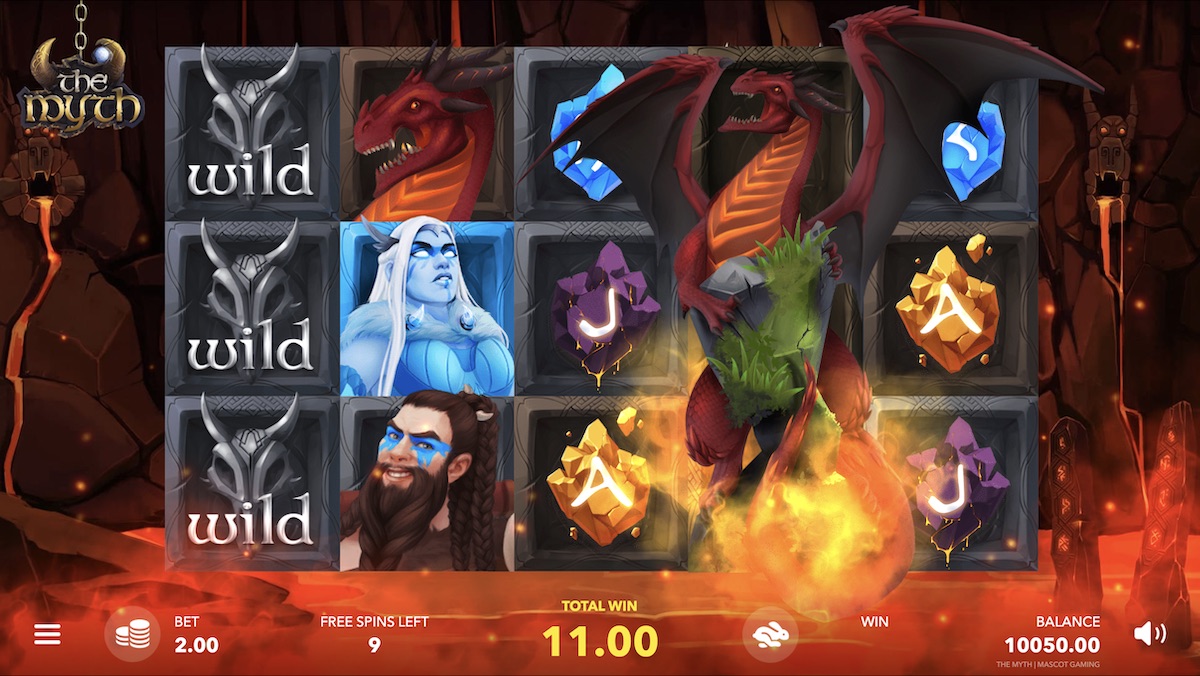 the
myth
wild
wild
J
A
wild
A
J
BET
2.00
FREE SPINS LEFT
9
TOTAL WIN
11.00
WIN
BALANCE
10050.00
THE MYTH | MASCOT GAMING